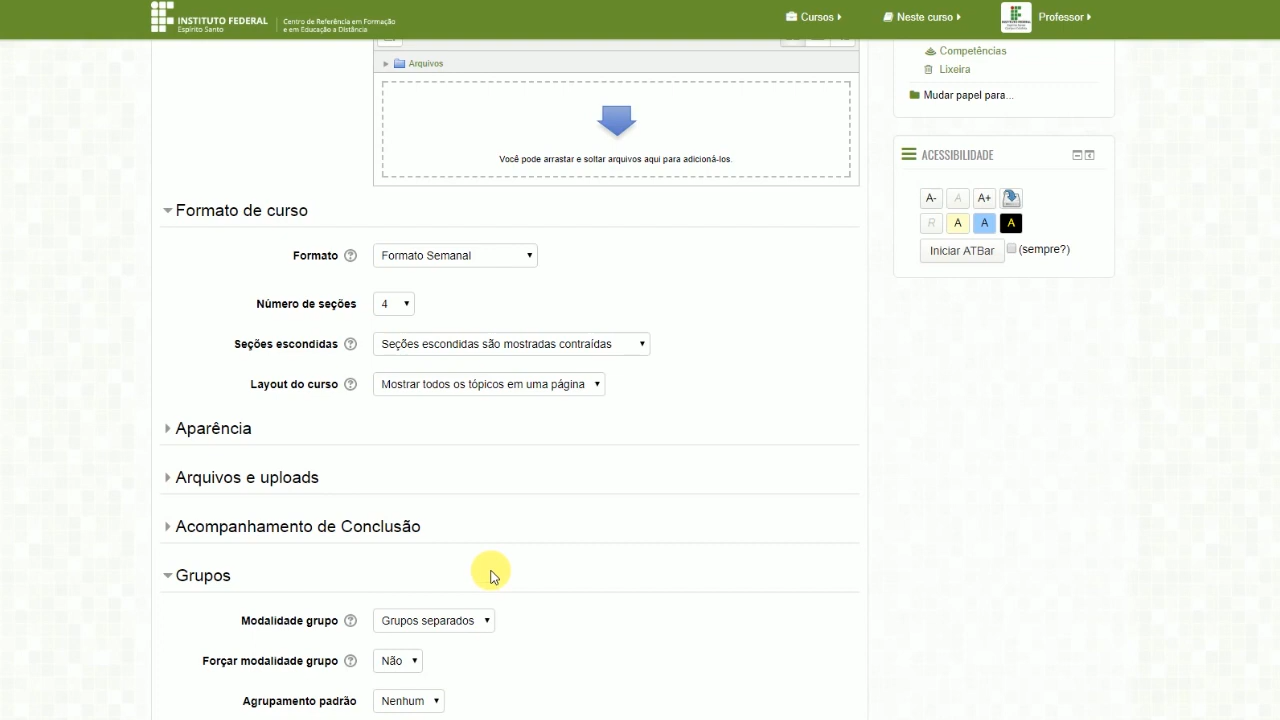 INSTITUTO FEDERAL
Espírito Santo
Centro de Referência em Formação
e em Educação a Distância
Cursos
Neste curso
Professor
Arquivos
Você pode arrastar e soltar arquivos aqui para adicioná-los.
Formato de curso
Formato
Formato Semanal
Número de seções
4
Seções escondidas
Seções escondidas são mostradas contraídas
Layout do curso
Mostrar todos os tópicos em uma página
Aparência
Arquivos e uploads
Acompanhamento de Conclusão
Grupos
Modalidade grupo
Grupos separados
Forçar modalidade grupo
Não
Agrupamento padrão
Nenhum
Competências
Lixeira
Mudar papel para...
ACESSIBILIDADE
A- A A+
R A A A
Iniciar ATBar (sempre?)